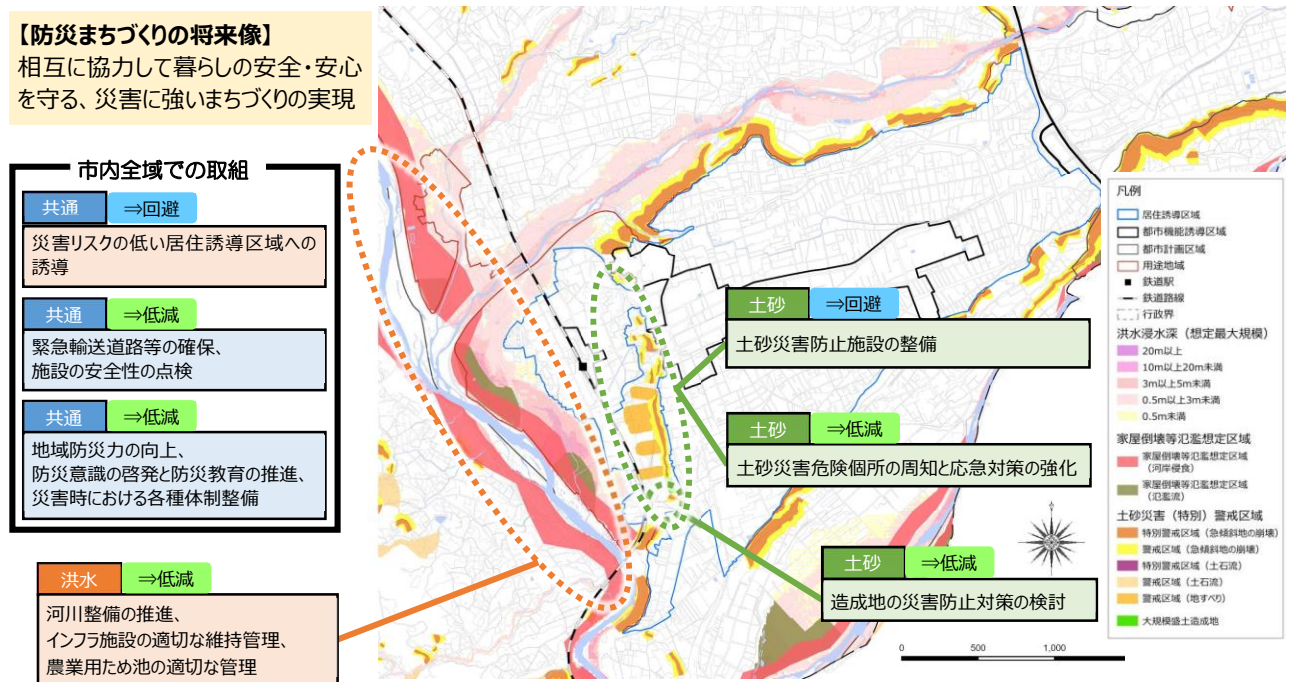 【防災まちづくりの将来像】
相互に協力して暮らしの安全・安心
を守る、災害に強いまちづくりの実現
市内全域での取組
共通 ⇒回避
災害リスクの低い居住誘導区域への
誘導
共通 ⇒低減
緊急輸送道路等の確保、
施設の安全性の点検
共通 ⇒低減
地域防災力の向上、
防災意識の啓発と防災教育の推進、
災害時における各種体制整備
洪水 ⇒低減
河川整備の推進、
インフラ施設の適切な維持管理、
農業用ため池の適切な管理
土砂 ⇒回避
土砂災害防止施設の整備
土砂 ⇒低減
土砂災害危険個所の周知と応急対策の強化
土砂 ⇒低減
造成地の災害防止対策の検討
凡例
居住誘導区域
都市機能誘導区域
都市計画区域
用途地域
鉄道駅
鉄道路線
行政界
洪水浸水深（想定最大規模）
20m以上
10m以上20m未満
3m以上5m未満
0.5m以上3m未満
0.5m未満
家屋倒壊等氾濫想定区域
家屋倒壊等氾濫想定区域
（河岸侵食）
家屋倒壊等氾濫想定区域
（氾濫流）
土砂災害（特別）警戒区域
特別警戒区域（急傾斜地の崩壊）
警戒区域（急傾斜地の崩壊）
特別警戒区域（土石流）
警戒区域（土石流）
警戒区域（地すべり）
大規模盛土造成地
0 500 1,000